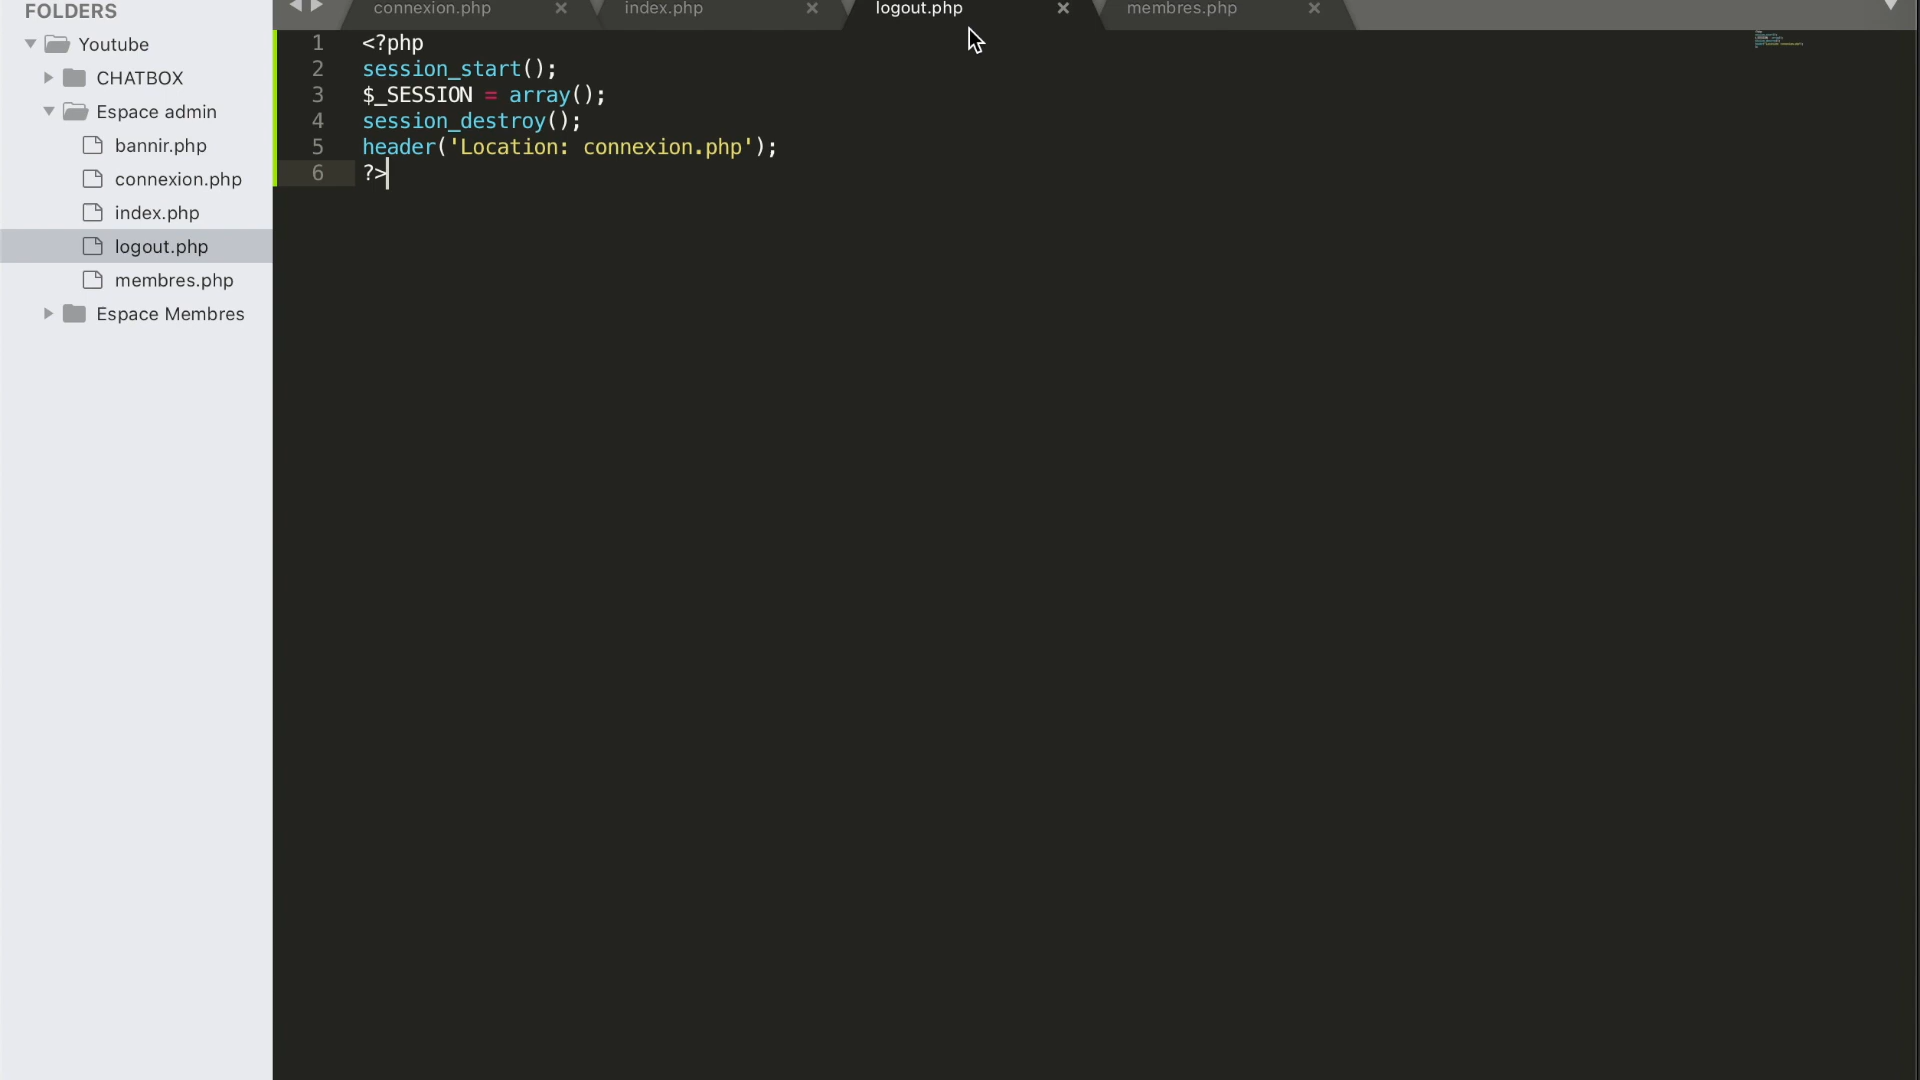 FOLDERS
Youtube
CHATBOX
Espace admin
bannir.php
connexion.php
index.php
logout.php
membres.php
Espace Membres
connexion.php × index.php × logout.php × membres.php ×
1 <?php
2 session_start();
3 $_SESSION = array();
4 session_destroy();
5 header('Location: connexion.php');
6 ?>